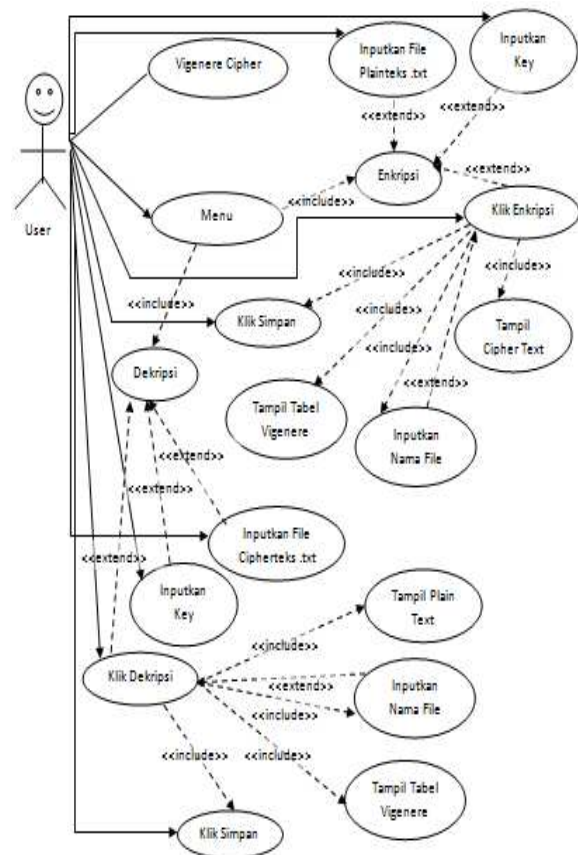 Vigenere Cipher
Inputkan File
Plainteks .txt
Inputkan
Key
<<extend>>
<<extend>>
<<extend>>
Enkripsi
User
Menu
<<include>>
Klik Enkripsi
<<include>>
<<include>>
<<include>>
Klik Simpan
<<include>>
Tampil
Cipher Text
Dekripsi
<<include>>
<<extend>>
Tampil Tabel
Vigenere
Inputkan
Nama File
<<extend>>
<<extend>>
<<extend>>
Inputkan File
Cipherteks .txt
Inputkan
Key
Tampil Plain
Text
<<include>>
Klik Dekripsi
<<extend>>
Inputkan
Nama File
<<include>>
<<include>>
<<include>>
Tampil Tabel
Vigenere
Klik Simpan